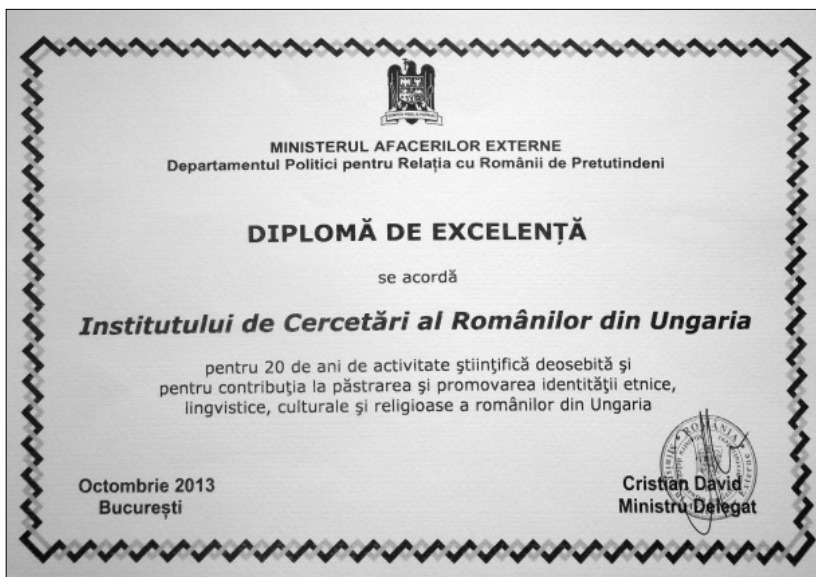 MINISTERUL AFACERILOR EXTERNE
Departamentul Politici pentru Relația cu Românii de Pretutindeni
DIPLOMĂ DE EXCELENȚĂ
se acordă
Institutului de Cercetări al Românilor din Ungaria
pentru 20 de ani de activitate științifică deosebită și
pentru contribuția la păstrarea și promovarea identității etnice,
lingvistice, culturale și religioase a românilor din Ungaria
ROMÂNIA
Octombrie 2013
București
Cristian David
Ministru Delegat